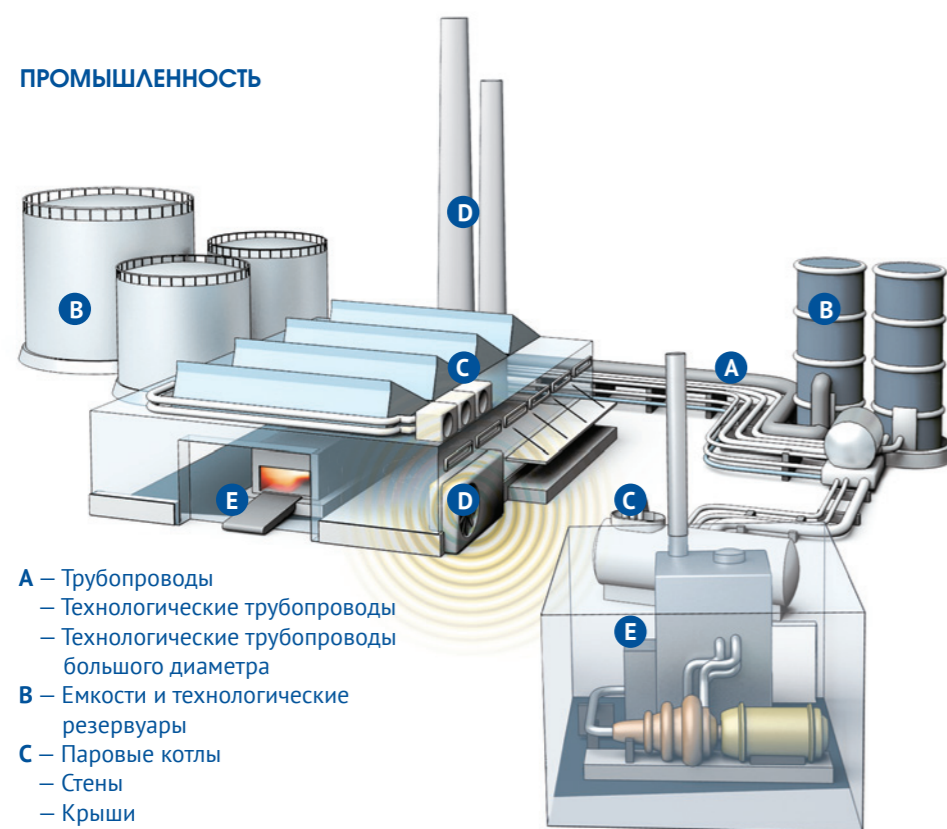 ПРОМЫШЛЕННОСТЬ
D
B
B
A
C
E
D
C
E
A — Трубопроводы
— Технологические трубопроводы
— Технологические трубопроводы
большого диаметра
B — Емкости и технологические
резервуары
C — Паровые котлы
— Стены
— Крыши